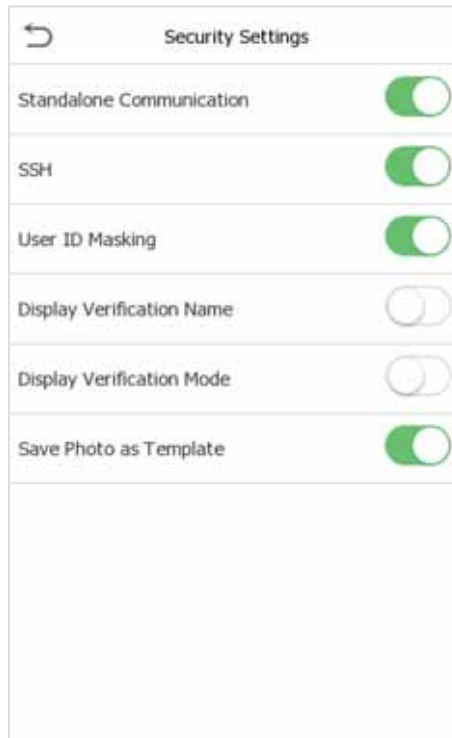 Security Settings
Standalone Communication
SSH
User ID Masking
Display Verification Name
Display Verification Mode
Save Photo as Template